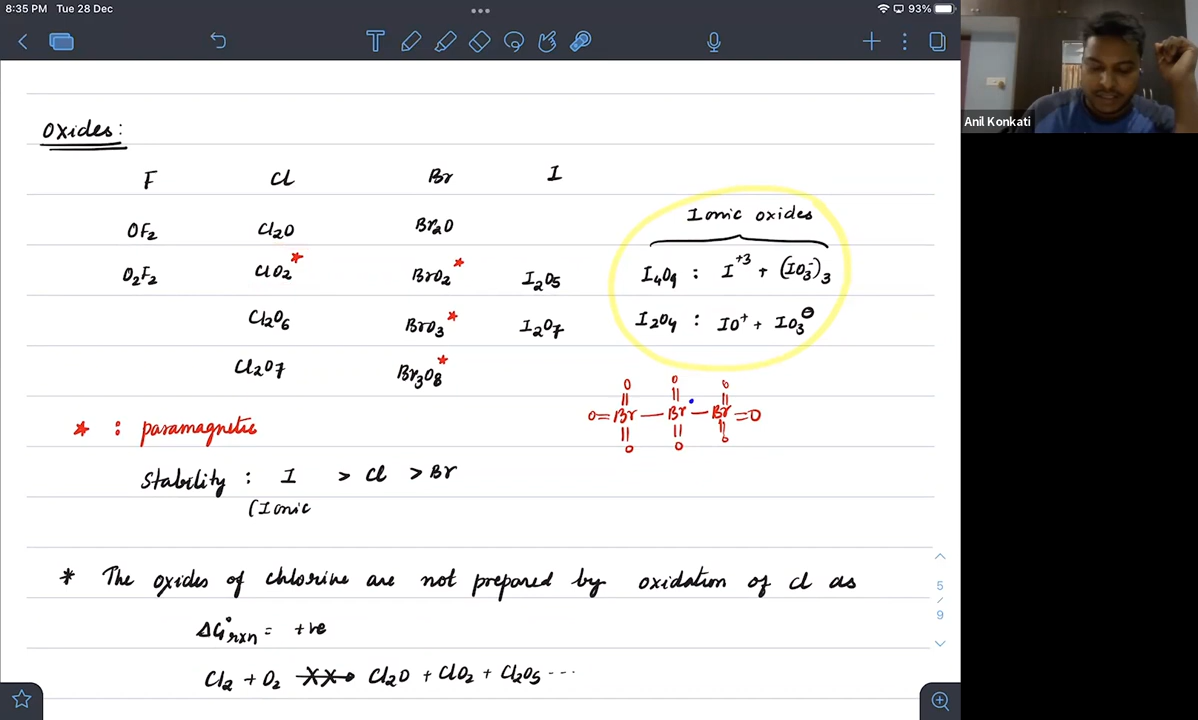 8:35 PM Tue 28 Dec
93%
Anil Konkati
Oxides:
F Cl Br I
OF2 Cl2O Br2O
Ionic oxides
O2F2 ClO2* BrO2* I2O5
I4O9 : I+3 + (IO3-)3
Cl2O6 BrO3* I2O7
I2O4 : IO+ + IO3⊖
Cl2O7 Br3O8*
O O O
O=Br—Br—Br=O
O O O
* : paramagnetic
Stability : I > Cl > Br
(Ionic
* The oxides of chlorine are not prepared by oxidation of cl as
ΔG°rxn = +ve
Cl2 + O2 Cl2O + ClO2 + Cl2O5 ---
5
/
9